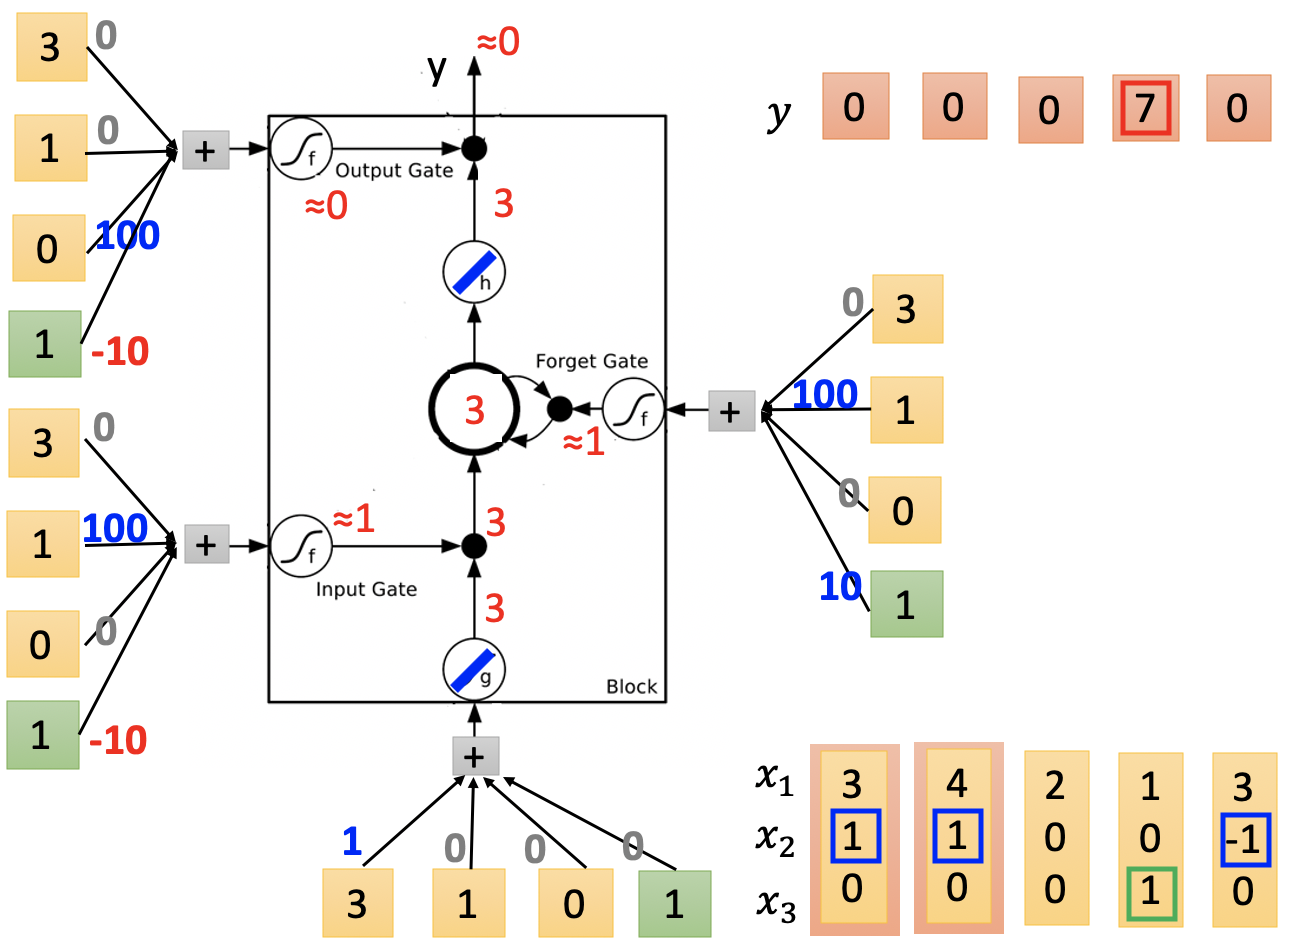 3 0
1 0
0 100
1 -10
+
f
Output Gate
≈0
y ≈0
3
h
3
Forget Gate
f
≈1
+
0 3
100 1
0 0
10 1
3 0
1 100
0 0
1 -10
+
f
Input Gate
≈1
3
3
g
Block
+
1 0 0 0
3 1 0 1
y 0 0 0 7 0
x₁ 3 4 2 1 3
x₂ 1 1 0 0 -1
x₃ 0 0 0 1 0